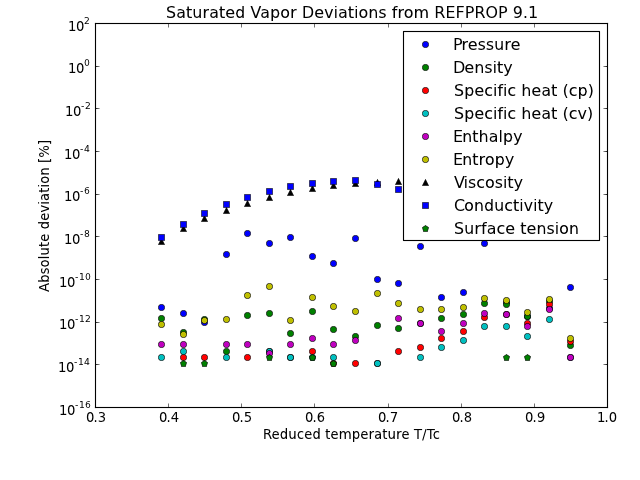 Saturated Vapor Deviations from REFPROP 9.1
10^2
10^0
10^-2
10^-4
10^-6
10^-8
10^-10
10^-12
10^-14
10^-16
Absolute deviation [%]
Pressure
Density
Specific heat (cp)
Specific heat (cv)
Enthalpy
Entropy
Viscosity
Conductivity
Surface tension
0.3 0.4 0.5 0.6 0.7 0.8 0.9 1.0
Reduced temperature T/Tc